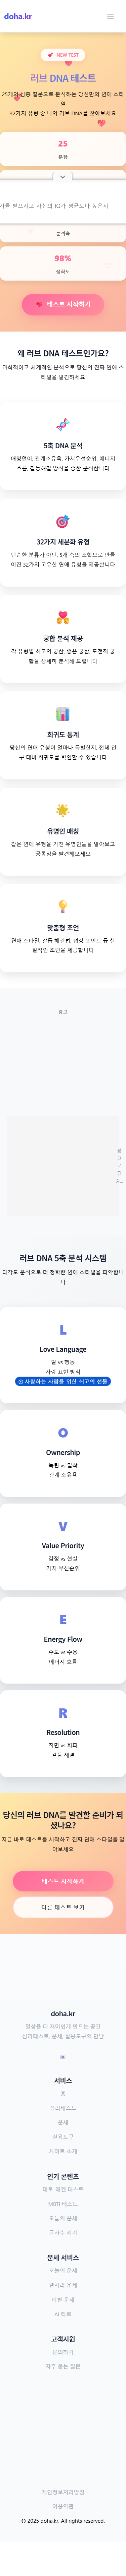 doha.kr
NEW TEST
러브 DNA 테스트
25개의 심층 질문으로 분석하는 당신만의 연애 스타
일
32가지 유형 중 나의 러브 DNA를 찾아보세요
25
문항
사를 받으시고 자신의 IQ가 평균보다 높은지
분석축
98%
정확도
테스트 시작하기
왜 러브 DNA 테스트인가요?
과학적이고 체계적인 분석으로 당신의 진짜 연애 스
타일을 발견하세요
5축 DNA 분석
애정언어, 관계소유욕, 가치우선순위, 에너지
흐름, 갈등해결 방식을 종합 분석합니다
32가지 세분화 유형
단순한 분류가 아닌, 5개 축의 조합으로 만들
어진 32가지 고유한 연애 유형을 제공합니다
궁합 분석 제공
각 유형별 최고의 궁합, 좋은 궁합, 도전적 궁
합을 상세히 분석해 드립니다
희귀도 통계
당신의 연애 유형이 얼마나 특별한지, 전체 인
구 대비 희귀도를 확인할 수 있습니다
유명인 매칭
같은 연애 유형을 가진 유명인들을 알아보고
공통점을 발견해보세요
맞춤형 조언
연애 스타일, 갈등 해결법, 성장 포인트 등 실
질적인 조언을 제공합니다
광고
광
고
로
딩
중...
러브 DNA 5축 분석 시스템
다각도 분석으로 더 정확한 연애 스타일을 파악합니
다
L
Love Language
말 vs 행동
사랑 표현 방식
사랑하는 사람을 위한 최고의 선물
O
Ownership
독립 vs 밀착
관계 소유욕
V
Value Priority
감정 vs 현실
가치 우선순위
E
Energy Flow
주도 vs 수용
에너지 흐름
R
Resolution
직면 vs 회피
갈등 해결
당신의 러브 DNA를 발견할 준비가 되
셨나요?
지금 바로 테스트를 시작하고 진짜 연애 스타일을 알
아보세요
테스트 시작하기
다른 테스트 보기
doha.kr
일상을 더 재미있게 만드는 공간
심리테스트, 운세, 실용도구의 만남
서비스
홈
심리테스트
운세
실용도구
사이트 소개
인기 콘텐츠
테토-에겐 테스트
MBTI 테스트
오늘의 운세
글자수 세기
운세 서비스
오늘의 운세
별자리 운세
띠별 운세
AI 타로
고객지원
문의하기
자주 묻는 질문
개인정보처리방침
이용약관
© 2025 doha.kr. All rights reserved.